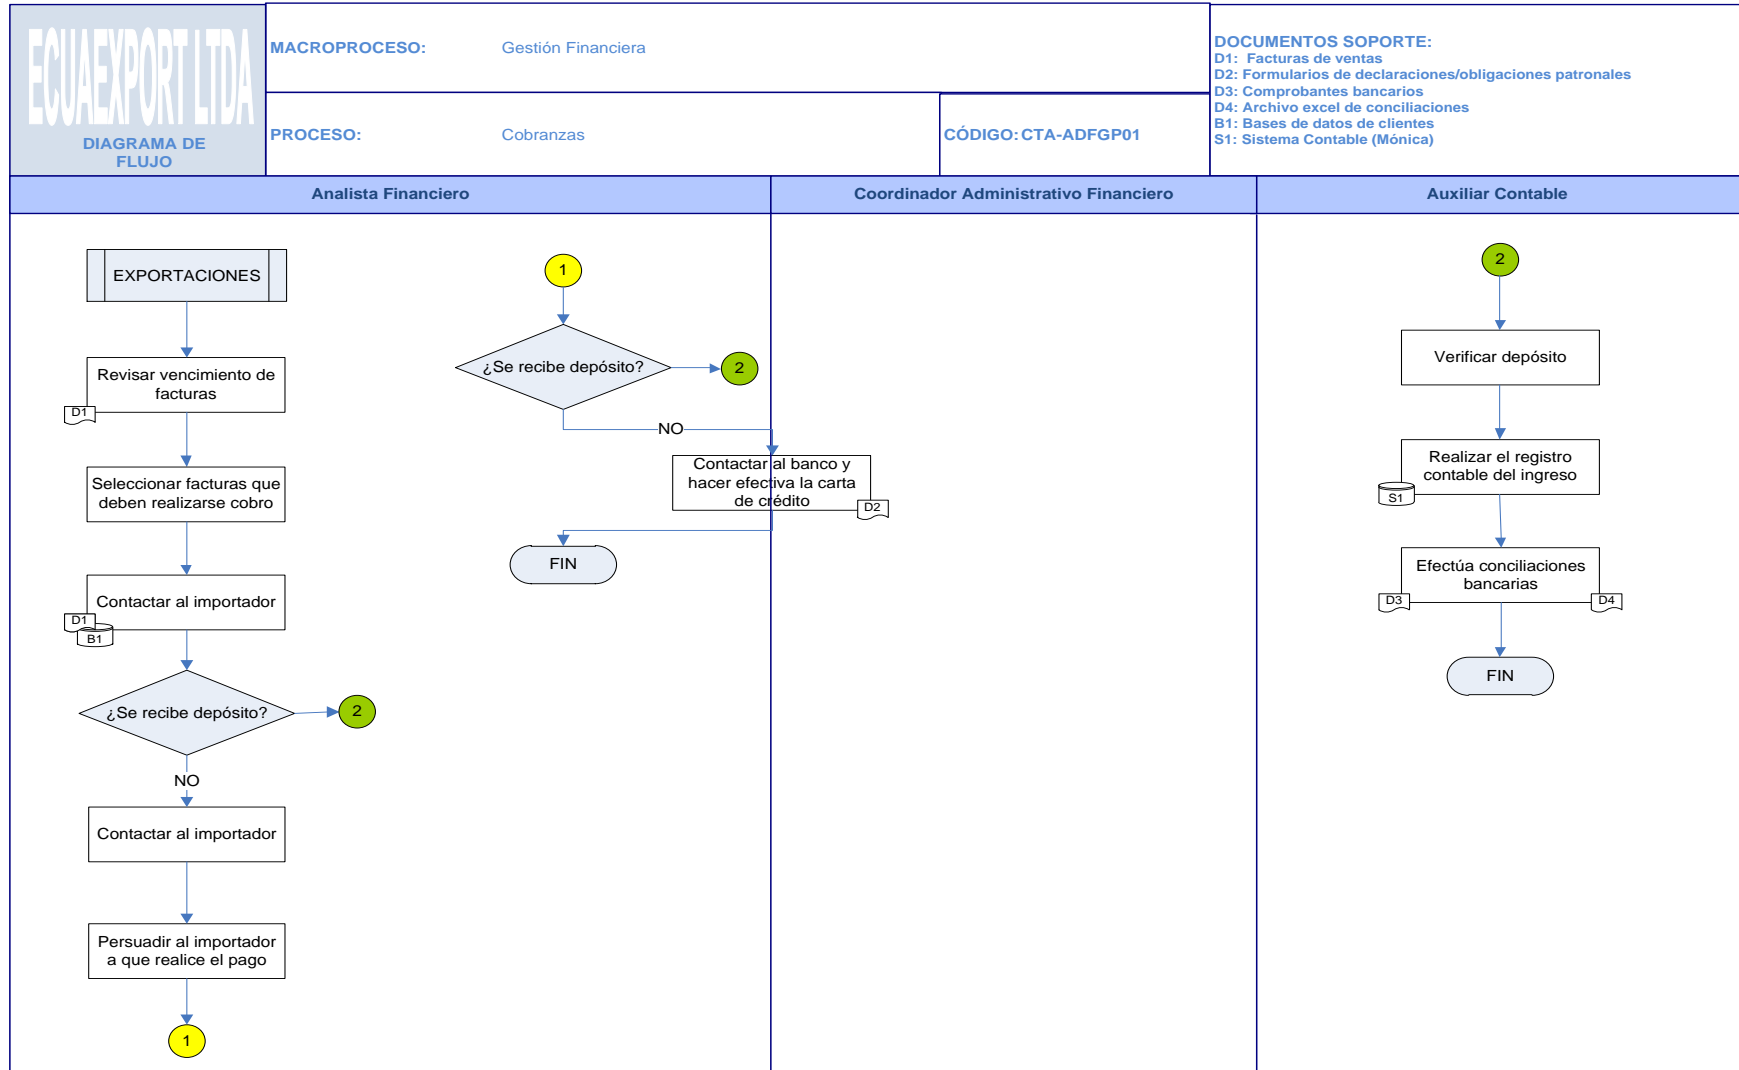 ECUAEXPORT LTDA
DIAGRAMA DE
FLUJO
MACROPROCESO: Gestión Financiera
PROCESO: Cobranzas
CÓDIGO: CTA-ADFGP01
DOCUMENTOS SOPORTE:
D1: Facturas de ventas
D2: Formularios de declaraciones/obligaciones patronales
D3: Comprobantes bancarios
D4: Archivo excel de conciliaciones
B1: Bases de datos de clientes
S1: Sistema Contable (Mónica)
Analista Financiero
Coordinador Administrativo Financiero
Auxiliar Contable
EXPORTACIONES
Revisar vencimiento de
facturas
D1
Seleccionar facturas que
deben realizarse cobro
Contactar al importador
D1
B1
¿Se recibe depósito?
2
NO
Contactar al importador
Persuadir al importador
a que realice el pago
1
1
¿Se recibe depósito?
2
NO
Contactar al banco y
hacer efectiva la carta
de crédito
D2
FIN
2
Verificar depósito
Realizar el registro
contable del ingreso
S1
Efectúa conciliaciones
bancarias
D3
D4
FIN